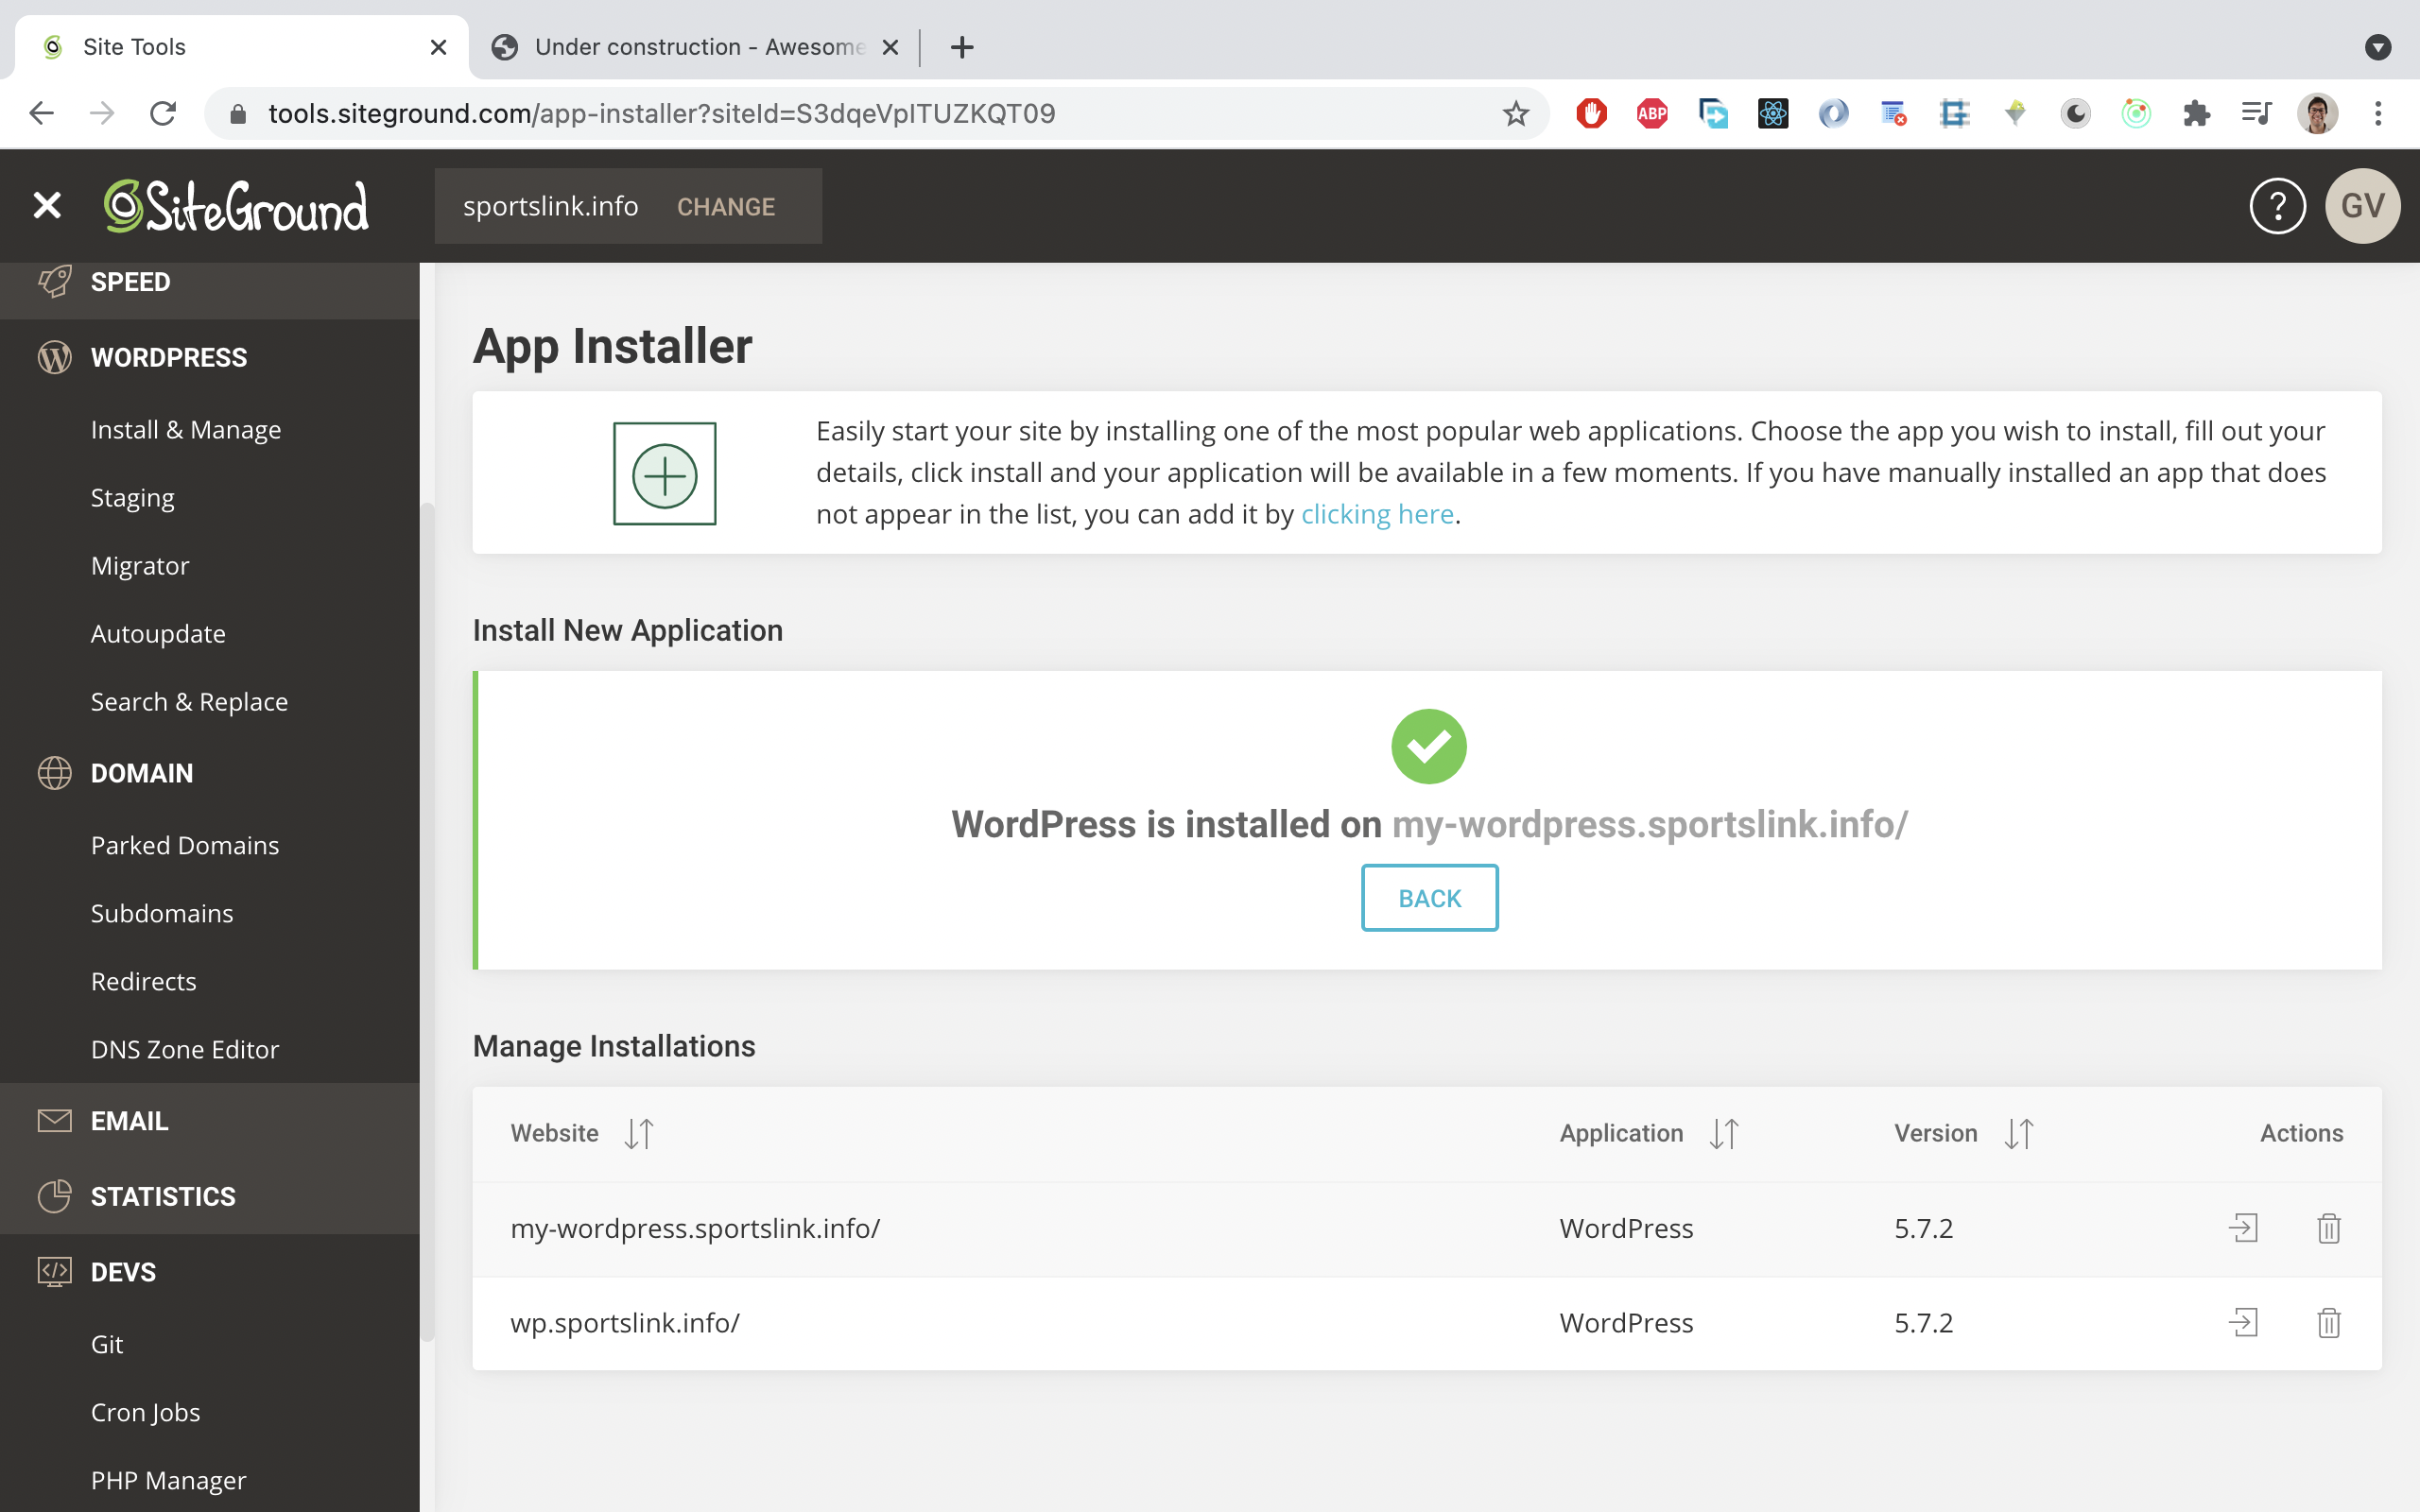 Site Tools
Under construction - Awesome
tools.siteground.com/app-installer?siteId=S3dqeVpITUZKQT09
ABP
SiteGround
sportslink.info CHANGE
?
GV
SPEED
WORDPRESS
Install & Manage
Staging
Migrator
Autoupdate
Search & Replace
DOMAIN
Parked Domains
Subdomains
Redirects
DNS Zone Editor
EMAIL
STATISTICS
DEVS
Git
Cron Jobs
PHP Manager
App Installer
Easily start your site by installing one of the most popular web applications. Choose the app you wish to install, fill out your
details, click install and your application will be available in a few moments. If you have manually installed an app that does
not appear in the list, you can add it by clicking here.
Install New Application
WordPress is installed on my-wordpress.sportslink.info/
BACK
Manage Installations
Website Application Version Actions
my-wordpress.sportslink.info/ WordPress 5.7.2
wp.sportslink.info/ WordPress 5.7.2